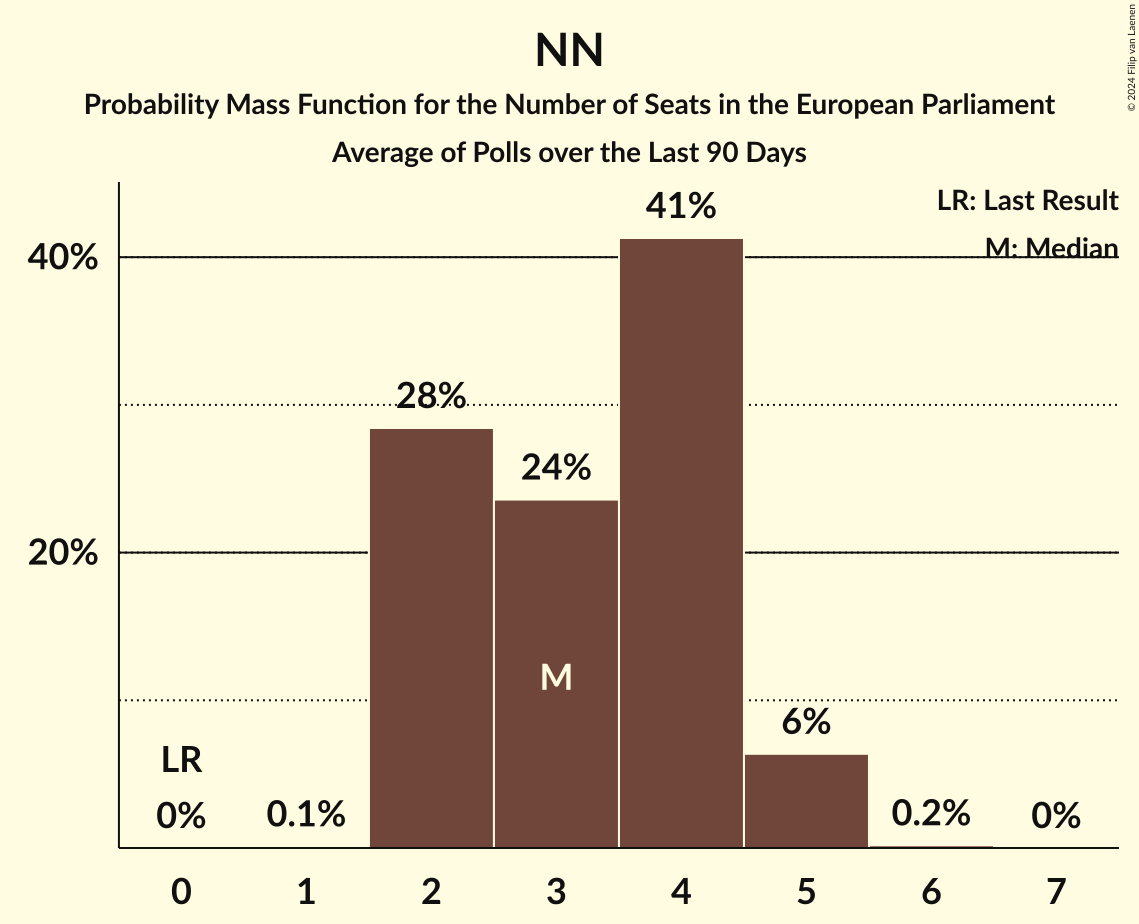 NN
Probability Mass Function for the Number of Seats in the European Parliament
Average of Polls over the Last 90 Days
© 2024 Filip van Laenen
LR: Last Result
M: Median
41%
40%
28%
24%
20%
M
6%
LR
0%
0.1%
0.2%
0%
0 1 2 3 4 5 6 7